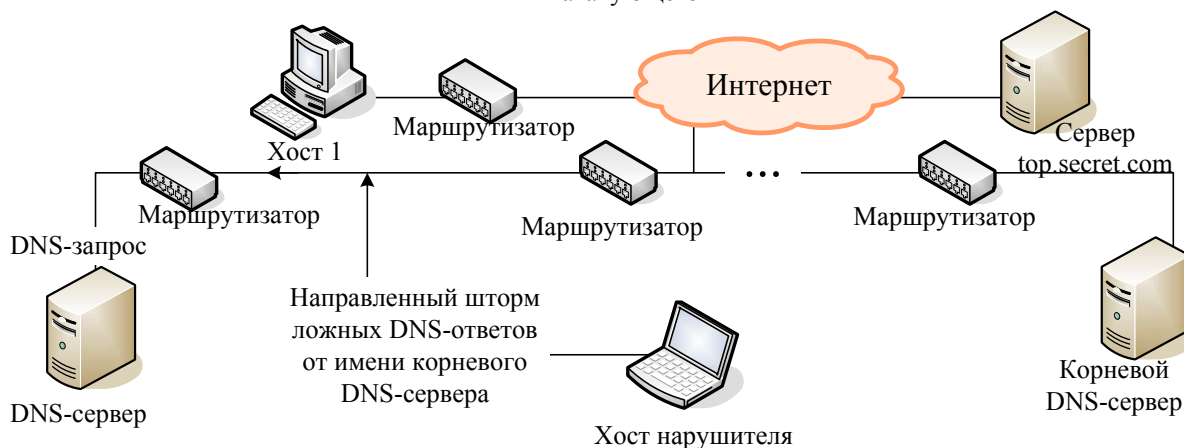 Интернет
Маршрутизатор
Хост 1
Сервер
top.secret.com
Маршрутизатор
Маршрутизатор
...
Маршрутизатор
DNS-запрос
Направленный шторм
ложных DNS-ответов
от имени корневого
DNS-сервера
DNS-сервер
Корневой
DNS-сервер
Хост нарушителя